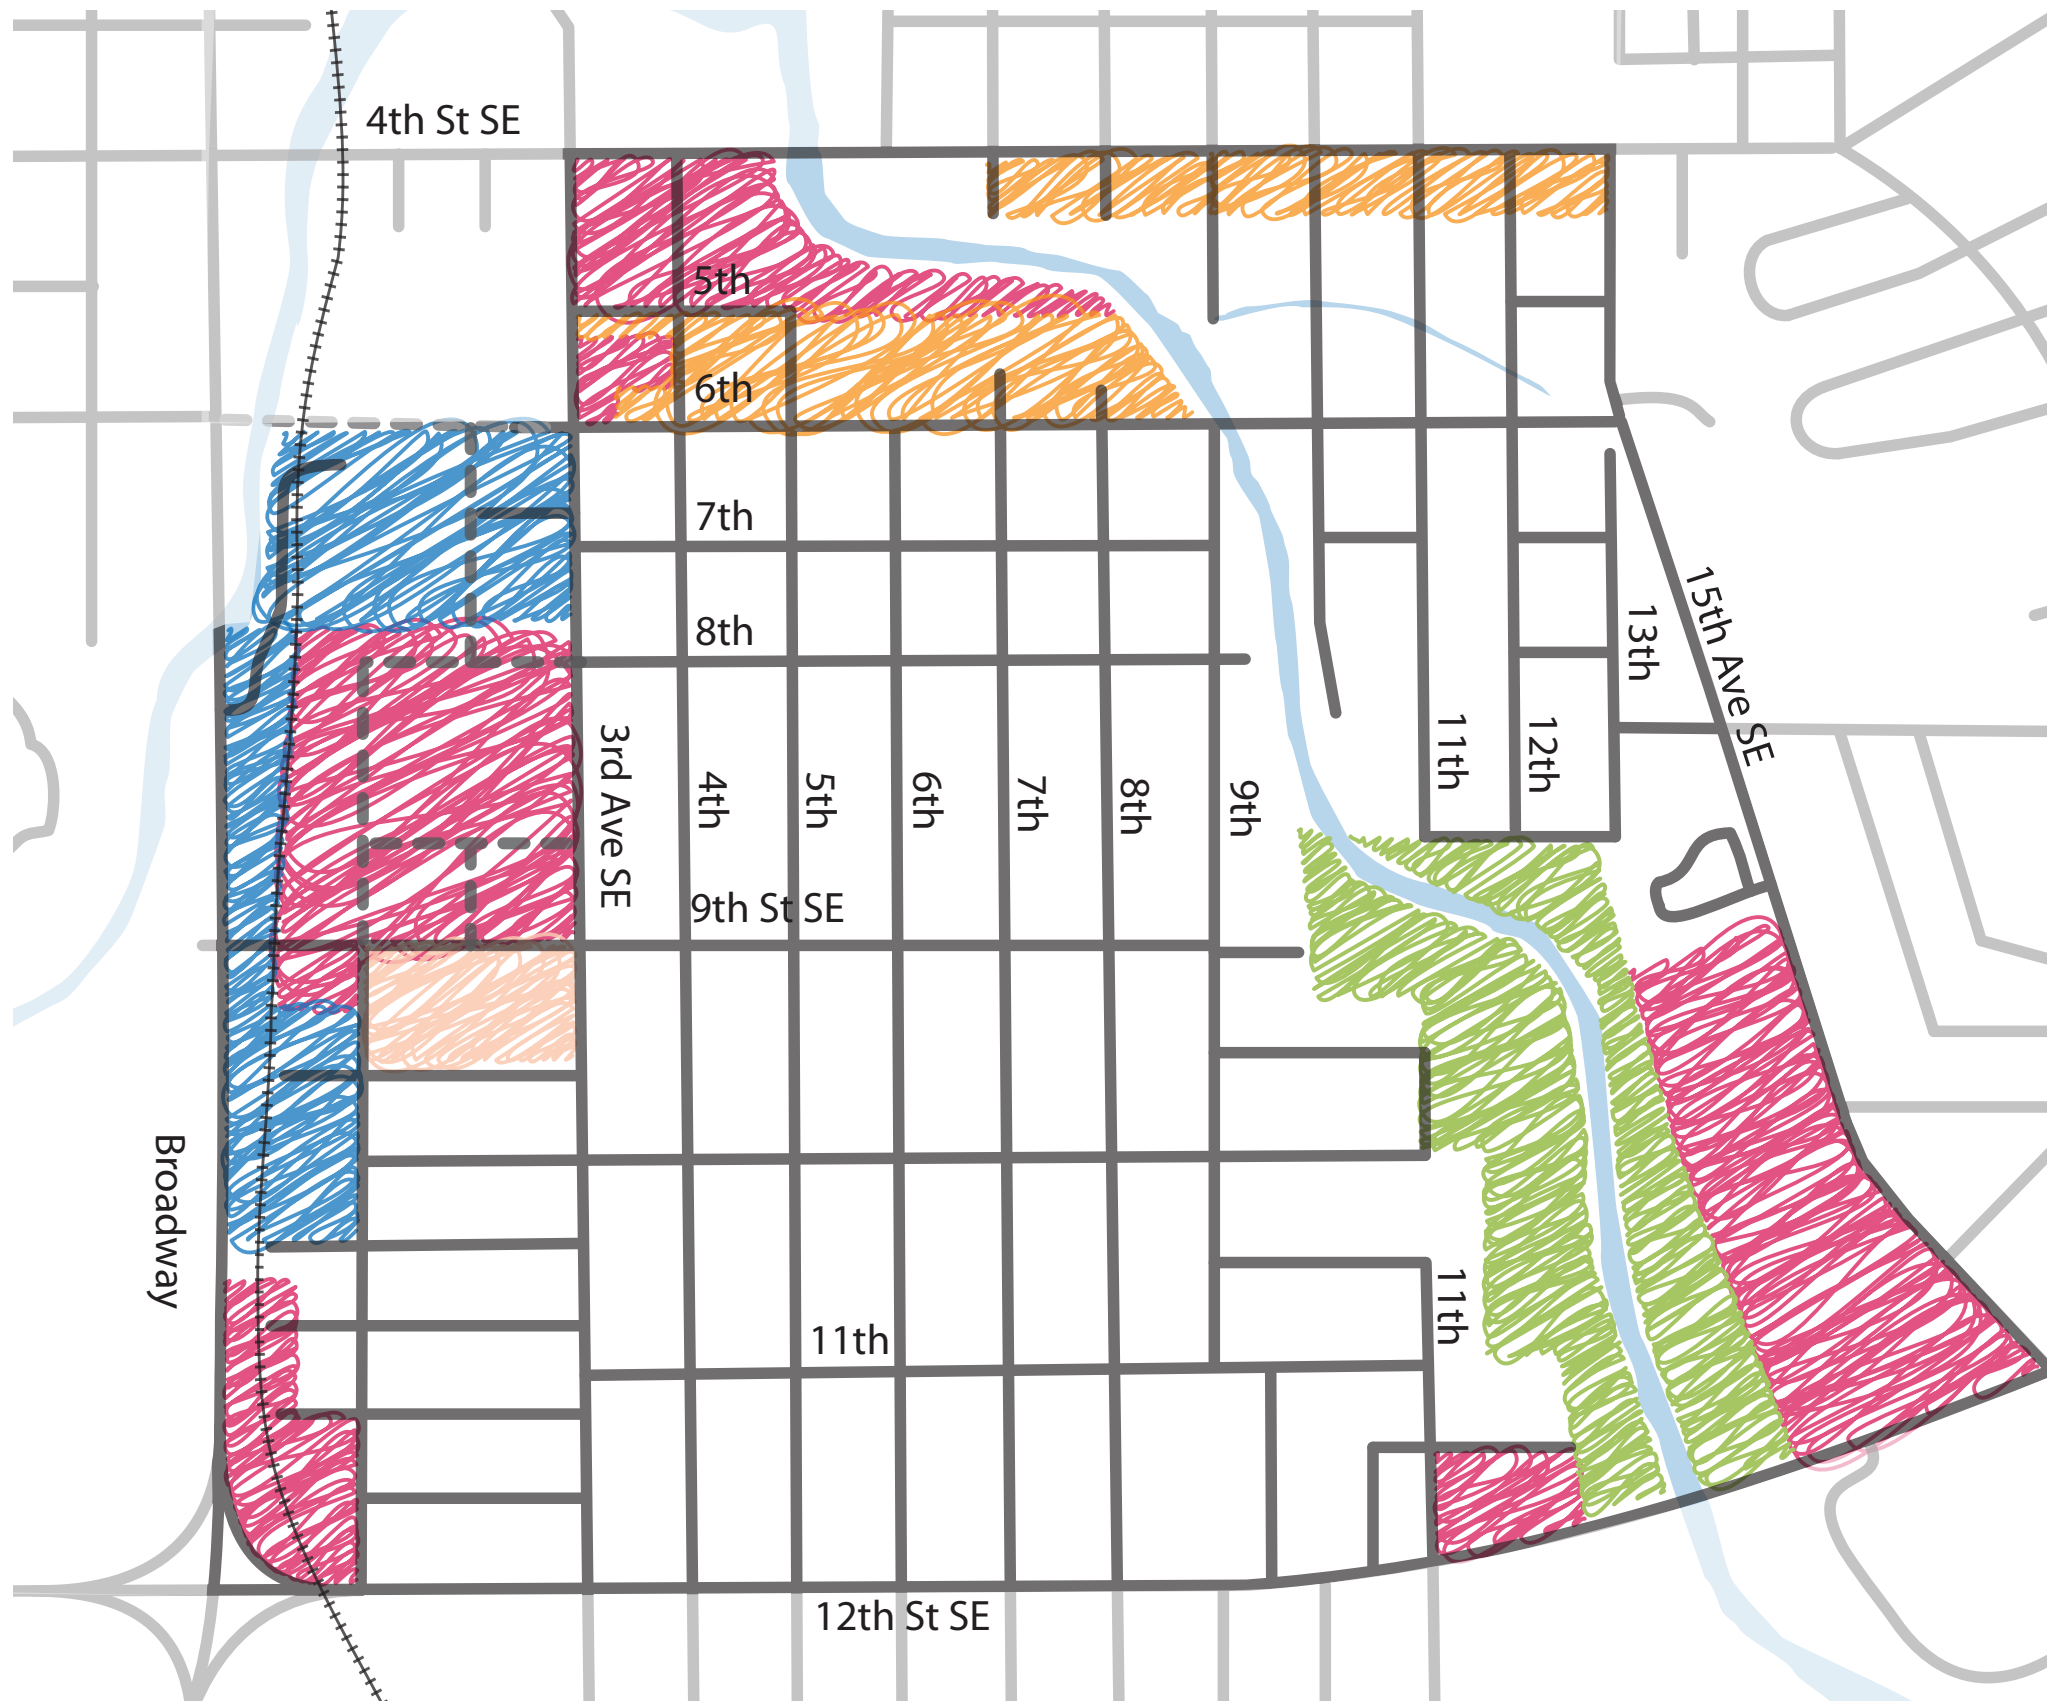 4th St SE
5th
6th
7th
8th
15th Ave SE
13th
11th
12th
3rd Ave SE
4th
5th
6th
7th
8th
9th
9th St SE
Broadway
11th
11th
12th St SE